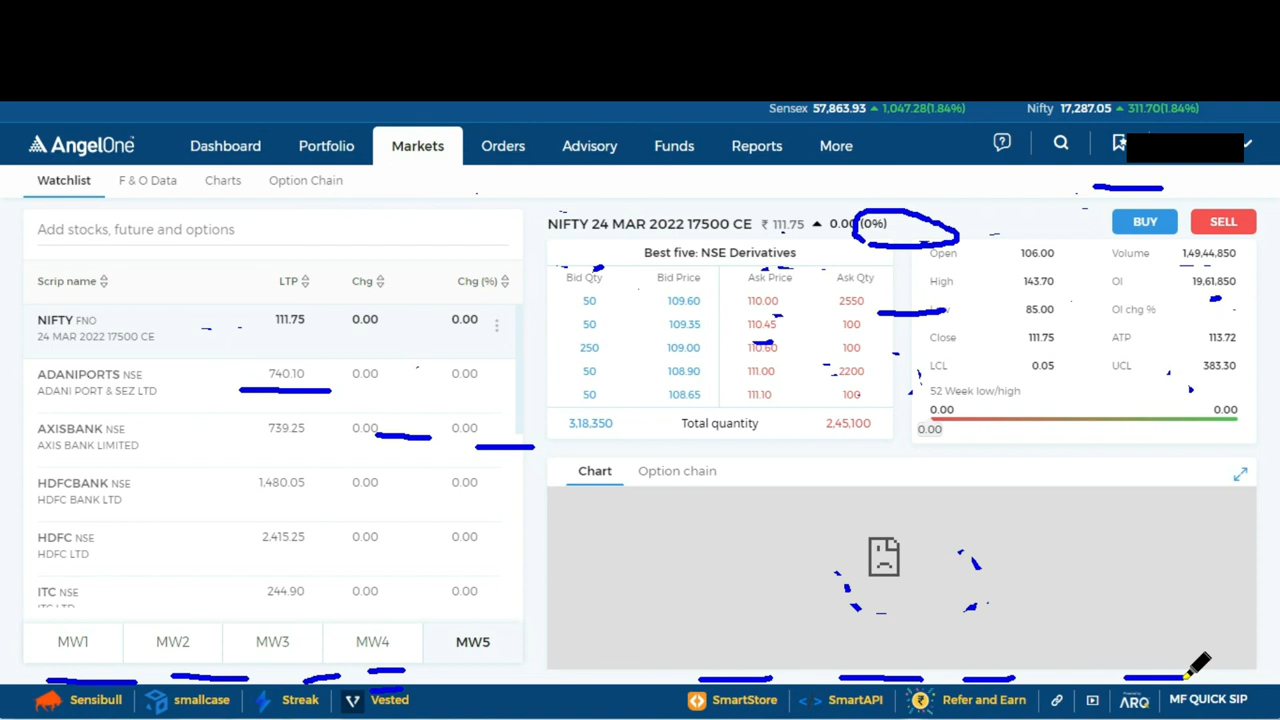 Sensex 57,863.93 1,047.28(1.84%) Nifty 17,287.05 311.70(1.84%)
AngelOne Dashboard Portfolio Markets Orders Advisory Funds Reports More
Watchlist F & O Data Charts Option Chain
Add stocks, future and options
Scrip name LTP Chg Chg (%)
NIFTY FNO 111.75 0.00 0.00
24 MAR 2022 17500 CE
ADANIPORTS NSE 740.10 0.00 0.00
ADANI PORT & SEZ LTD
AXISBANK NSE 739.25 0.00 0.00
AXIS BANK LIMITED
HDFCBANK NSE 1,480.05 0.00 0.00
HDFC BANK LTD
HDFC NSE 2,415.25 0.00 0.00
HDFC LTD
ITC NSE 244.90 0.00 0.00
ITC LTD
MW1 MW2 MW3 MW4 MW5
NIFTY 24 MAR 2022 17500 CE ₹ 111.75 0.00 (0%) BUY SELL
Best five: NSE Derivatives
Bid Qty Bid Price Ask Price Ask Qty
50 109.60 110.00 2550
50 109.35 110.45 100
250 109.00 110.60 100
50 108.90 111.00 2200
50 108.65 111.10 100
3,18,350 Total quantity 2,45,100
Open 106.00 Volume 1,49,44,850
High 143.70 OI 19,61,850
85.00 OI chg % -
Close 111.75 ATP 113.72
LCL 0.05 UCL 383.30
52 Week low/high
0.00 0.00
0.00
Chart Option chain
Sensibull smallcase Streak Vested SmartStore SmartAPI Refer and Earn Powered by ARQ MF QUICK SIP